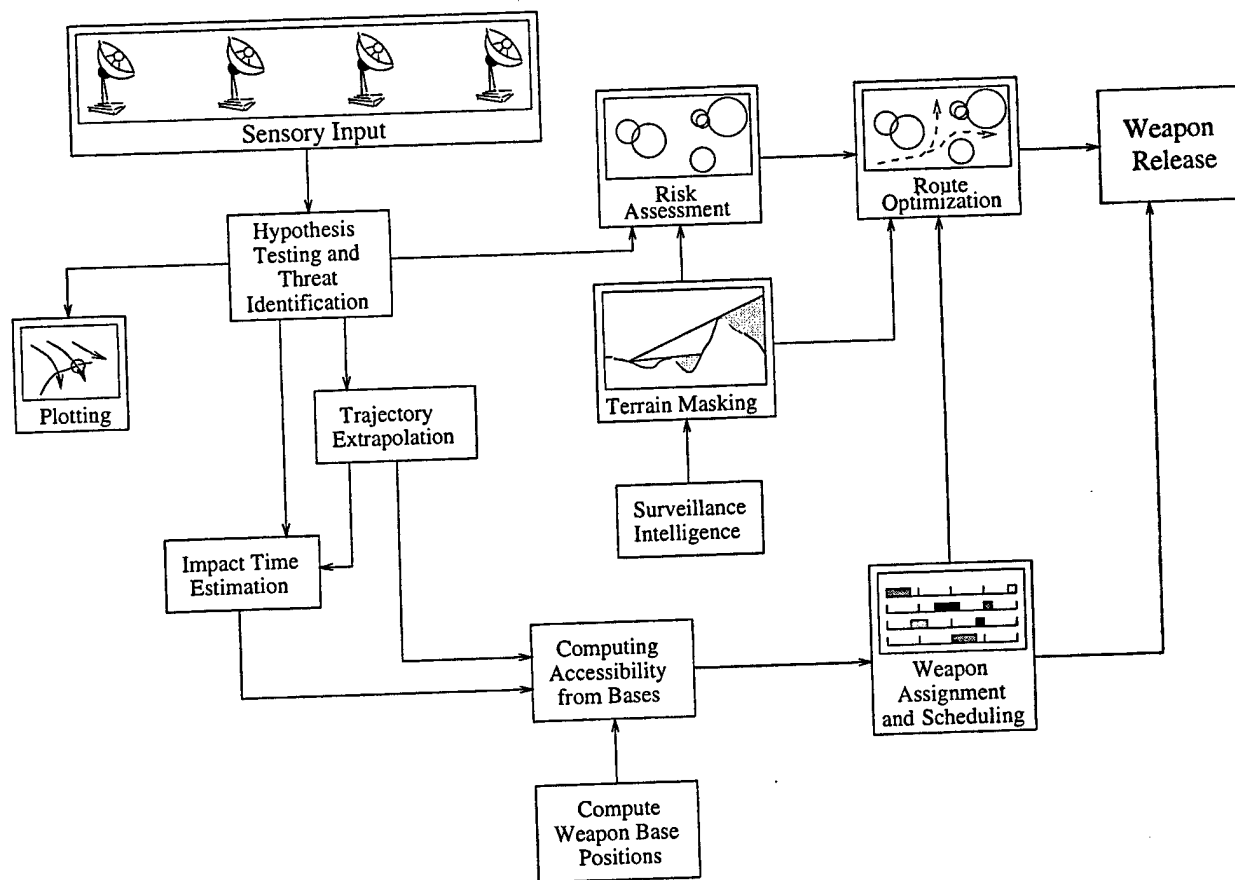 Sensory Input
Hypothesis
Testing and
Threat
Identification
Plotting
Trajectory
Extrapolation
Impact Time
Estimation
Risk
Assessment
Route
Optimization
Weapon
Release
Terrain Masking
Surveillance
Intelligence
Computing
Accessibility
from Bases
Weapon
Assignment
and Scheduling
Compute
Weapon Base
Positions